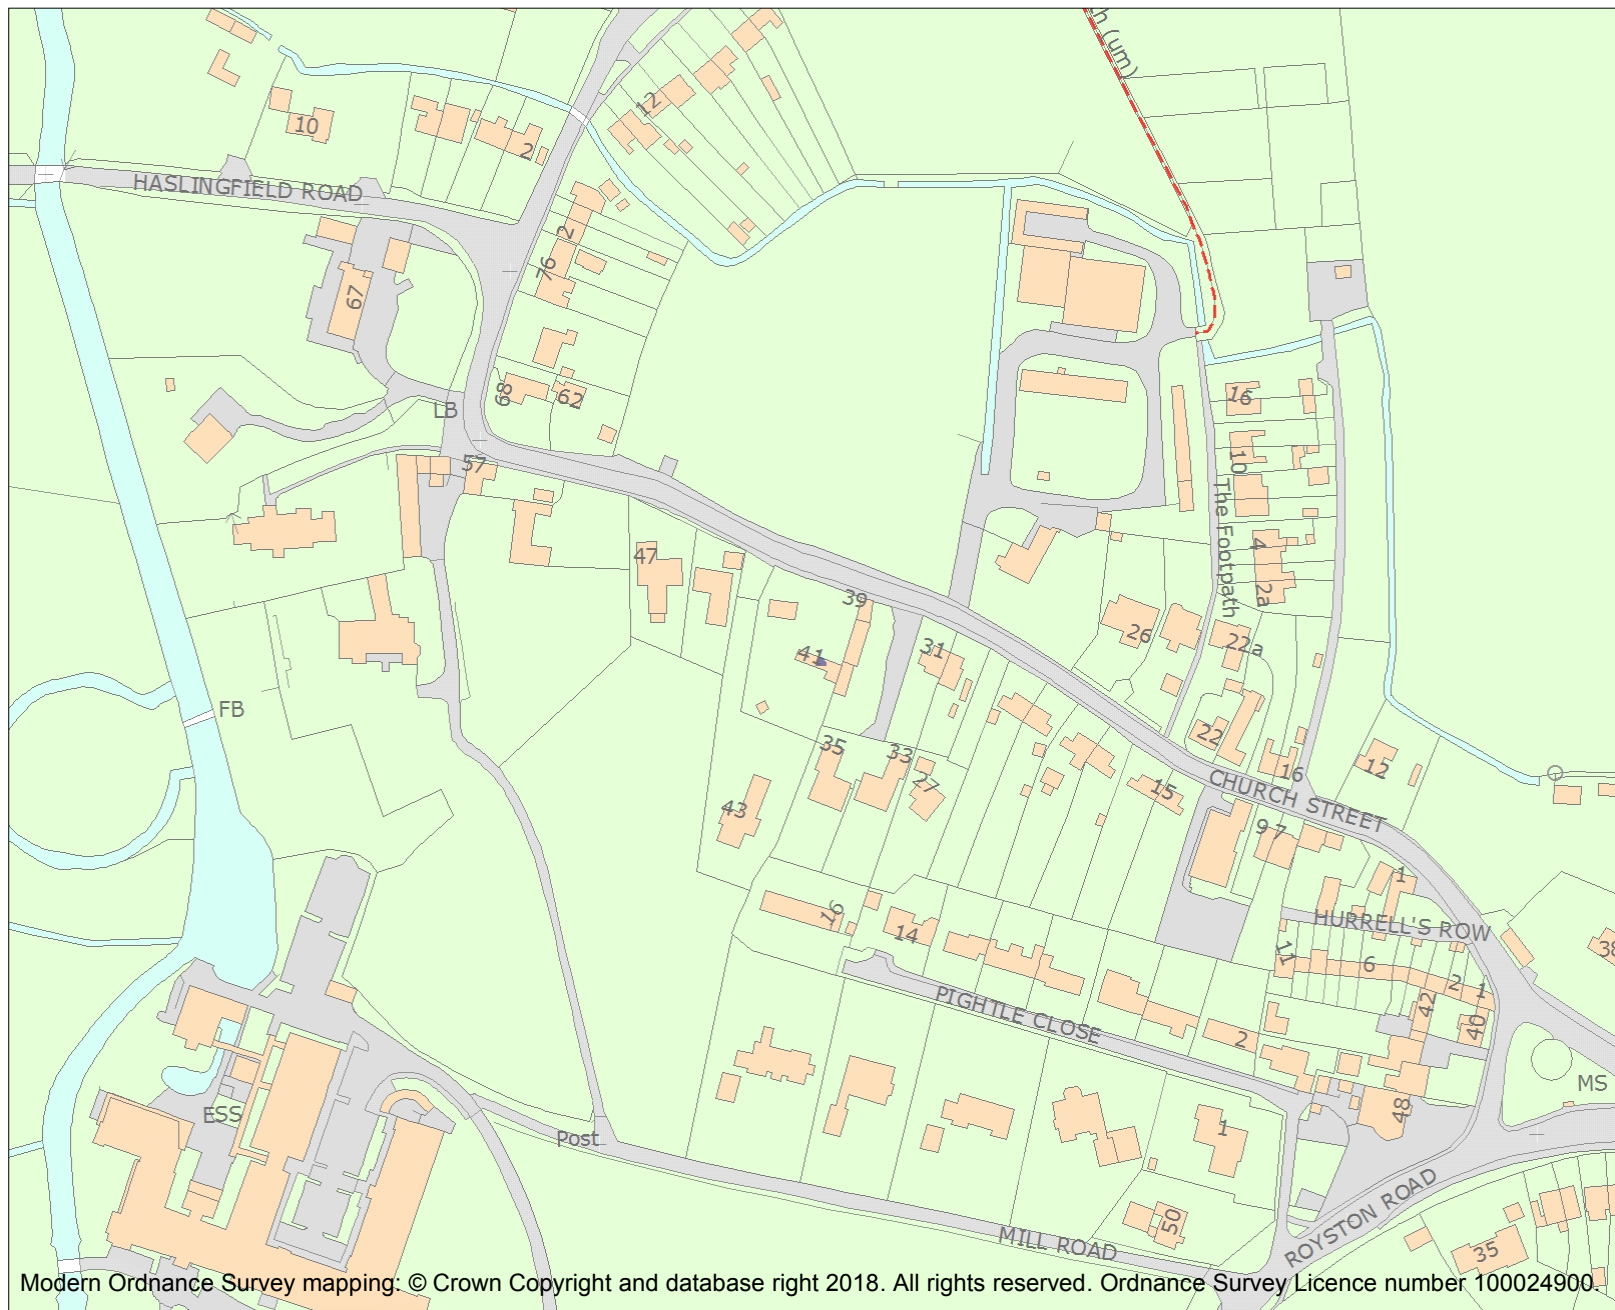 h (um)
12
10
2
HASLINGFIELD ROAD
2
76
67
68
62
LB
16
57
10
The Footpath
47
4
2a
39
26
22a
31
41
FB
22
35
33
16
12
27
CHURCH STREET
43
15
9
7
1
16
14
HURRELL'S ROW
11
6
38
2
1
42
40
PIGHTLE CLOSE
2
MS
ESS
48
Post
1
50
ROYSTON ROAD
MILL ROAD
35
Modern Ordnance Survey mapping: © Crown Copyright and database right 2018. All rights reserved. Ordnance Survey Licence number 100024900.